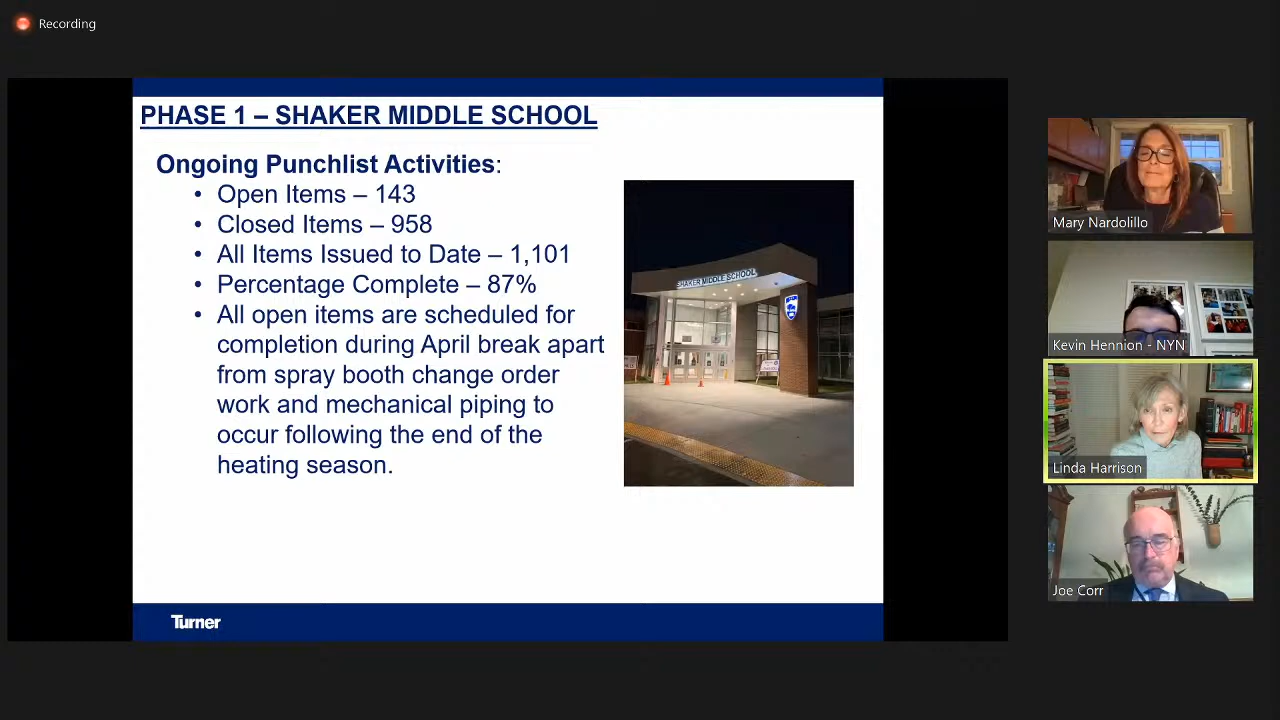 Recording
PHASE 1 – SHAKER MIDDLE SCHOOL
Ongoing Punchlist Activities:
• Open Items – 143
• Closed Items – 958
• All Items Issued to Date – 1,101
• Percentage Complete – 87%
• All open items are scheduled for
completion during April break apart
from spray booth change order
work and mechanical piping to
occur following the end of the
heating season.
SHAKER MIDDLE SCHOOL
Turner
Mary Nardolillo
Kevin Hennion - NYN
Linda Harrison
Joe Corr